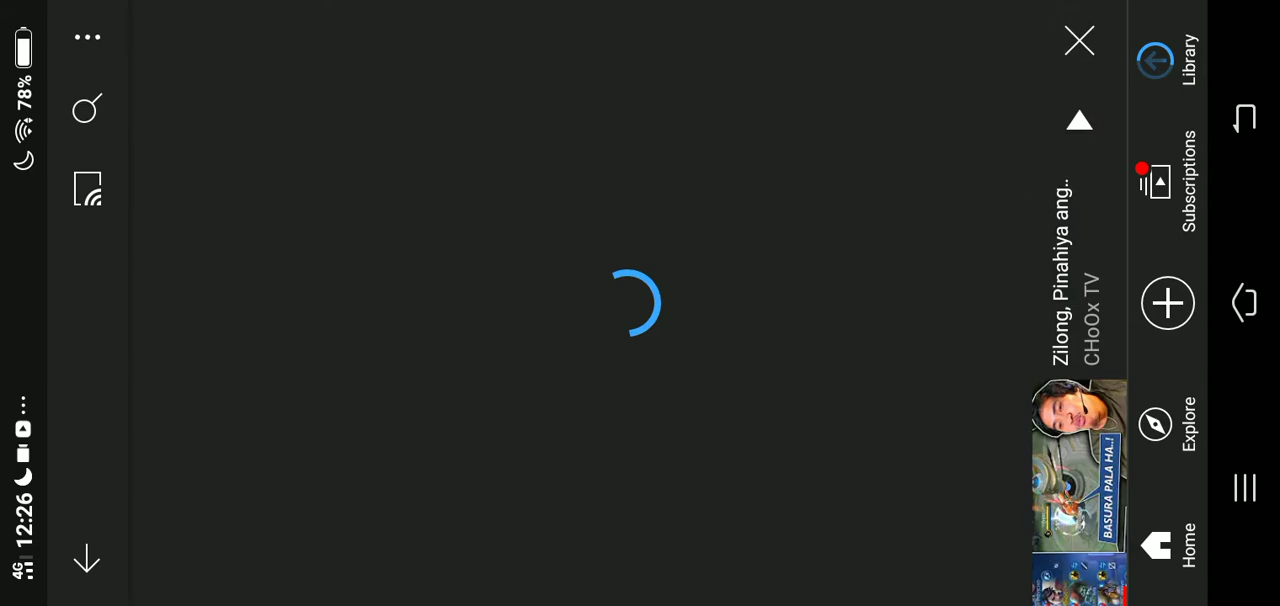 4G 12:26
78%
BASURA PALA HA..!
Zilong, Pinahiya ang..
CHoOx TV
Home
Explore
Subscriptions
Library